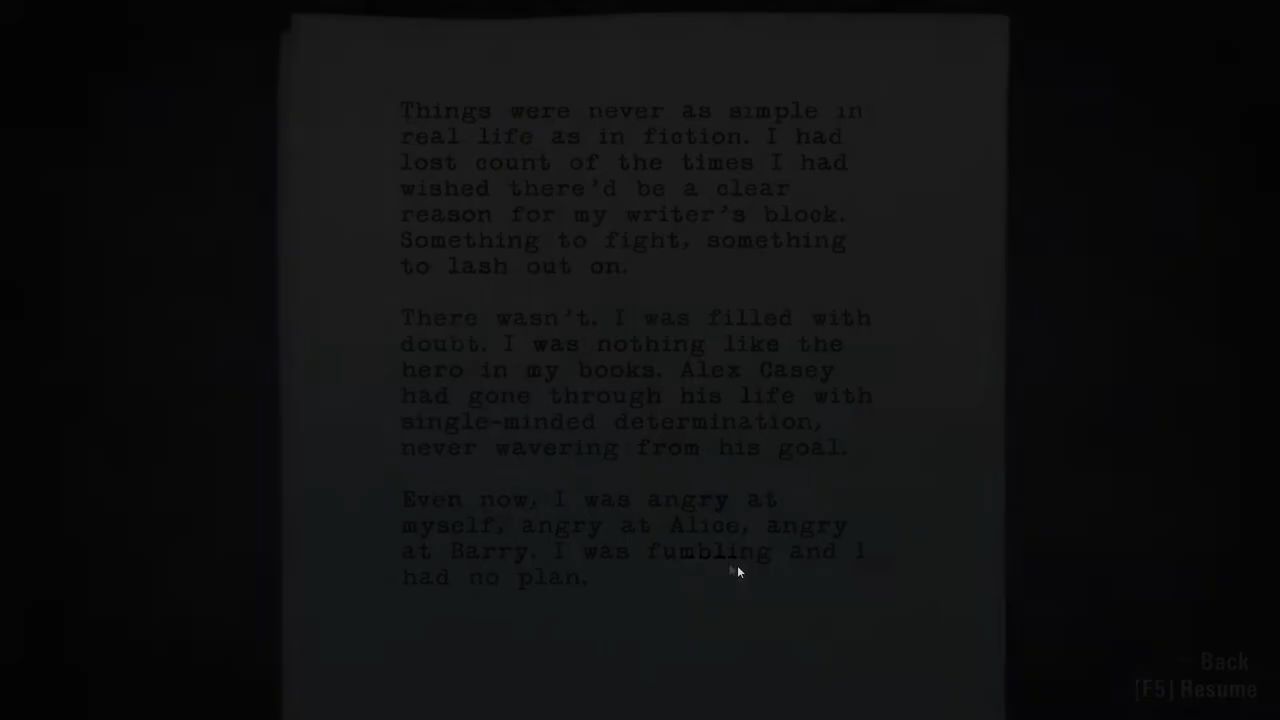 Things were never as simple in
real life as in fiction. I had
lost count of the times I had
wished there'd be a clear
reason for my writer's block.
Something to fight, something
to lash out on.
There wasn't. I was filled with
doubt. I was nothing like the
hero in my books. Alex Casey
had gone through his life with
single-minded determination,
never wavering from his goal.
Even now, I was angry at
myself, angry at Alice, angry
at Barry. I was fumbling and I
had no plan.
Back
[F5] Resume